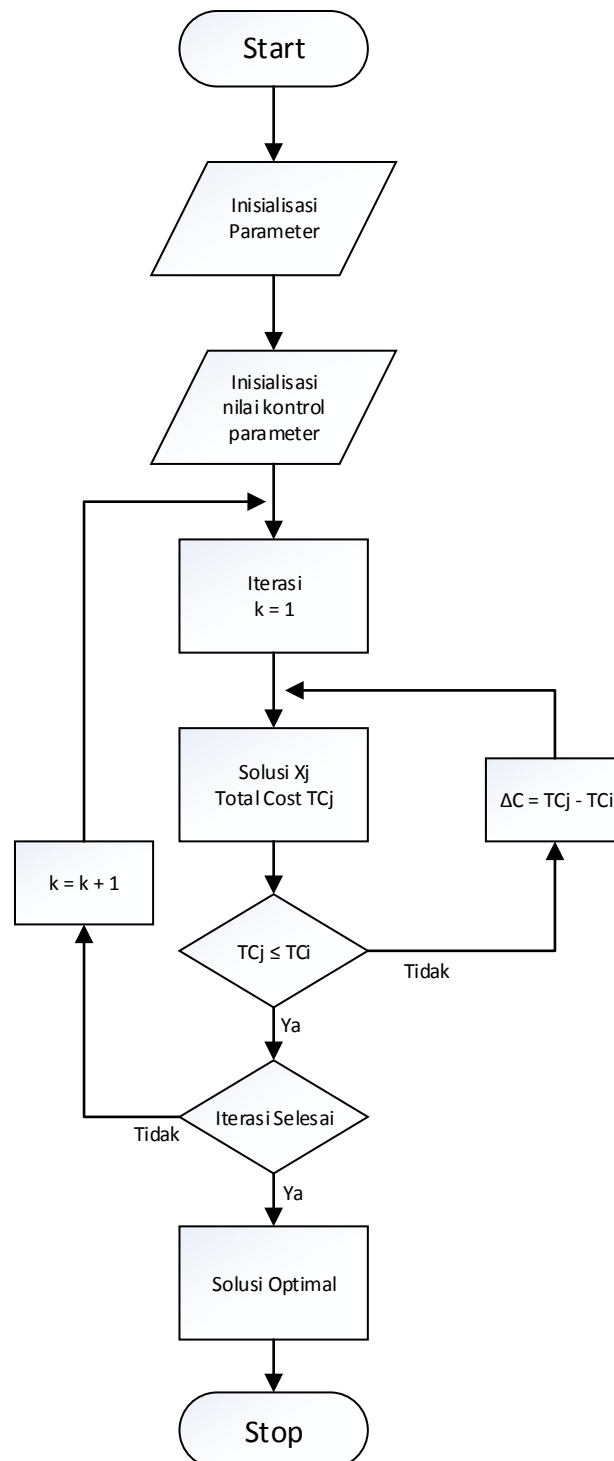 Start
Inisialisasi
Parameter
Inisialisasi
nilai kontrol
parameter
Iterasi
k = 1
Solusi Xj
Total Cost TCj
ΔC = TCj - TCi
k = k + 1
TCj ≤ TCi
Tidak
Ya
Iterasi Selesai
Tidak
Ya
Solusi Optimal
Stop